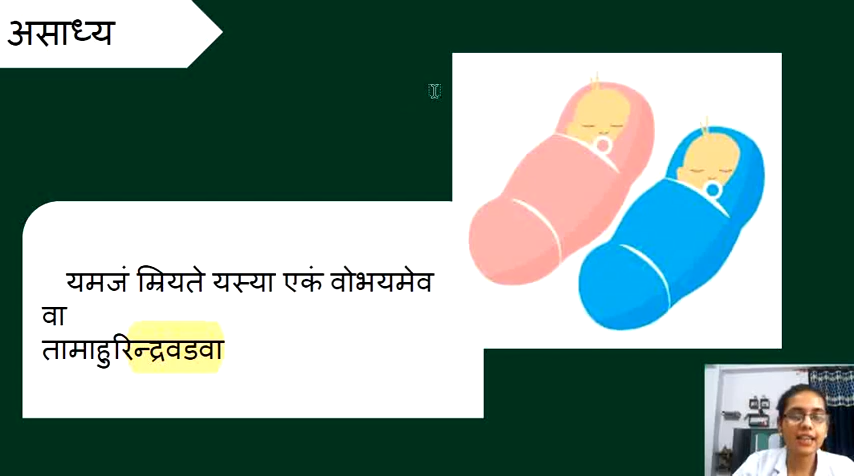 असाध्य
यमजं म्रियते यस्या एकं वोभयमेव
वा
तामाहुरिन्द्रवडवा